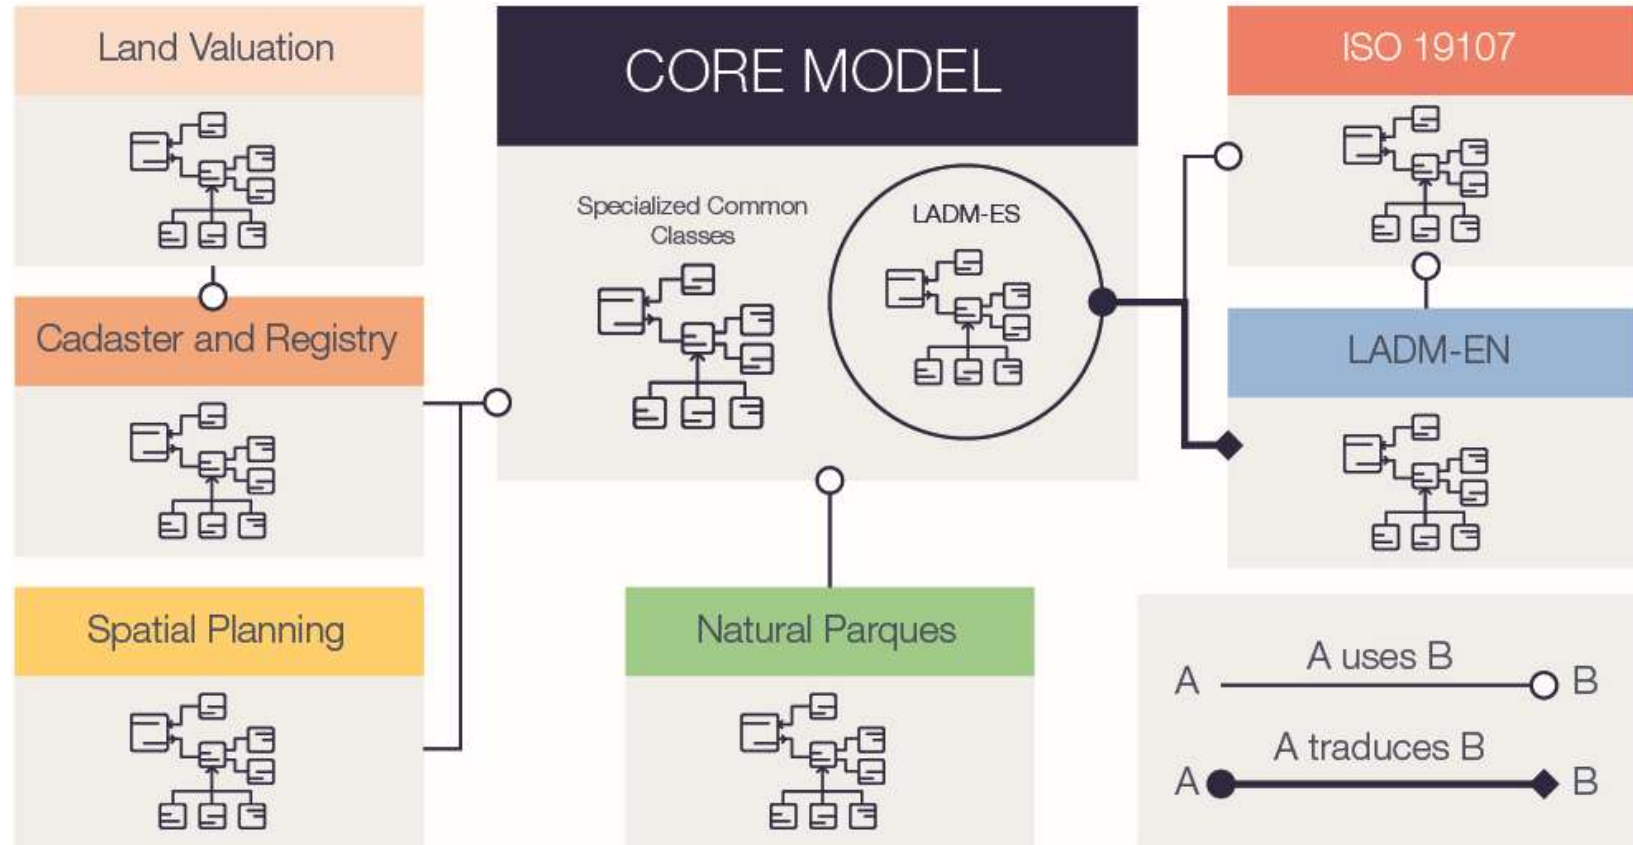 Land Valuation
CORE MODEL
ISO 19107
Specialized Common
Classes
LADM-ES
Cadaster and Registry
LADM-EN
Spatial Planning
Natural Parques
A uses B
A B
A traduces B
A B